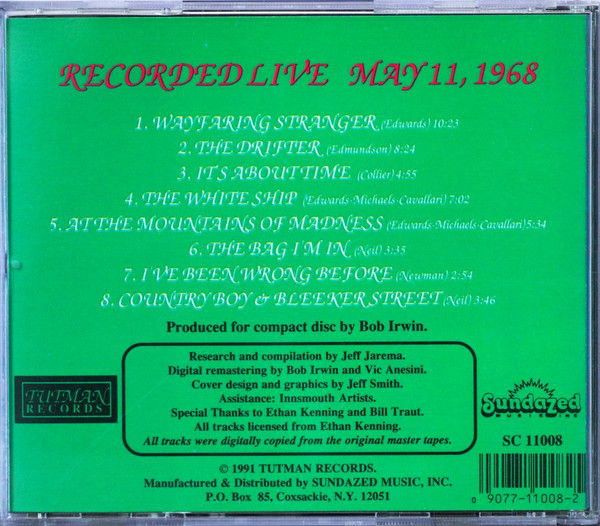 RECORDED LIVE MAY 11, 1968
1. WAYFARING STRANGER (Edwards) 10:23
2. THE DRIFTER (Edmundson) 8:24
3. IT'S ABOUT TIME (Collier) 4:55
4. THE WHITE SHIP (Edwards-Michaels-Cavallari) 7:02
5. AT THE MOUNTAINS OF MADNESS (Edwards-Michaels-Cavallari) 5:34
6. THE BAG I'M IN (Neil) 3:35
7. I'VE BEEN WRONG BEFORE (Newman) 2:54
8. COUNTRY BOY & BLEEKER STREET (Neil) 3:46
Produced for compact disc by Bob Irwin.
Research and compilation by Jeff Jarema.
Digital remastering by Bob Irwin and Vic Anesini.
Cover design and graphics by Jeff Smith.
Assistance: Innsmouth Artists.
Special Thanks to Ethan Kenning and Bill Traut.
All tracks licensed from Ethan Kenning.
All tracks were digitally copied from the original master tapes.
TUTMAN
RECORDS
Sundazed
MUSIC, INC.
SC 11008
© 1991 TUTMAN RECORDS.
Manufactured & Distributed by SUNDAZED MUSIC, INC.
P.O. Box 85, Coxsackie, N.Y. 12051
0 9077-11008-2